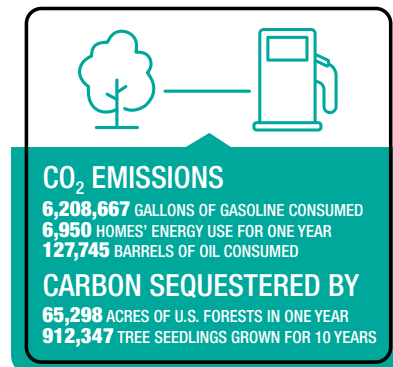 CO₂ EMISSIONS
6,208,667 GALLONS OF GASOLINE CONSUMED
6,950 HOMES' ENERGY USE FOR ONE YEAR
127,745 BARRELS OF OIL CONSUMED
CARBON SEQUESTERED BY
65,298 ACRES OF U.S. FORESTS IN ONE YEAR
912,347 TREE SEEDLINGS GROWN FOR 10 YEARS